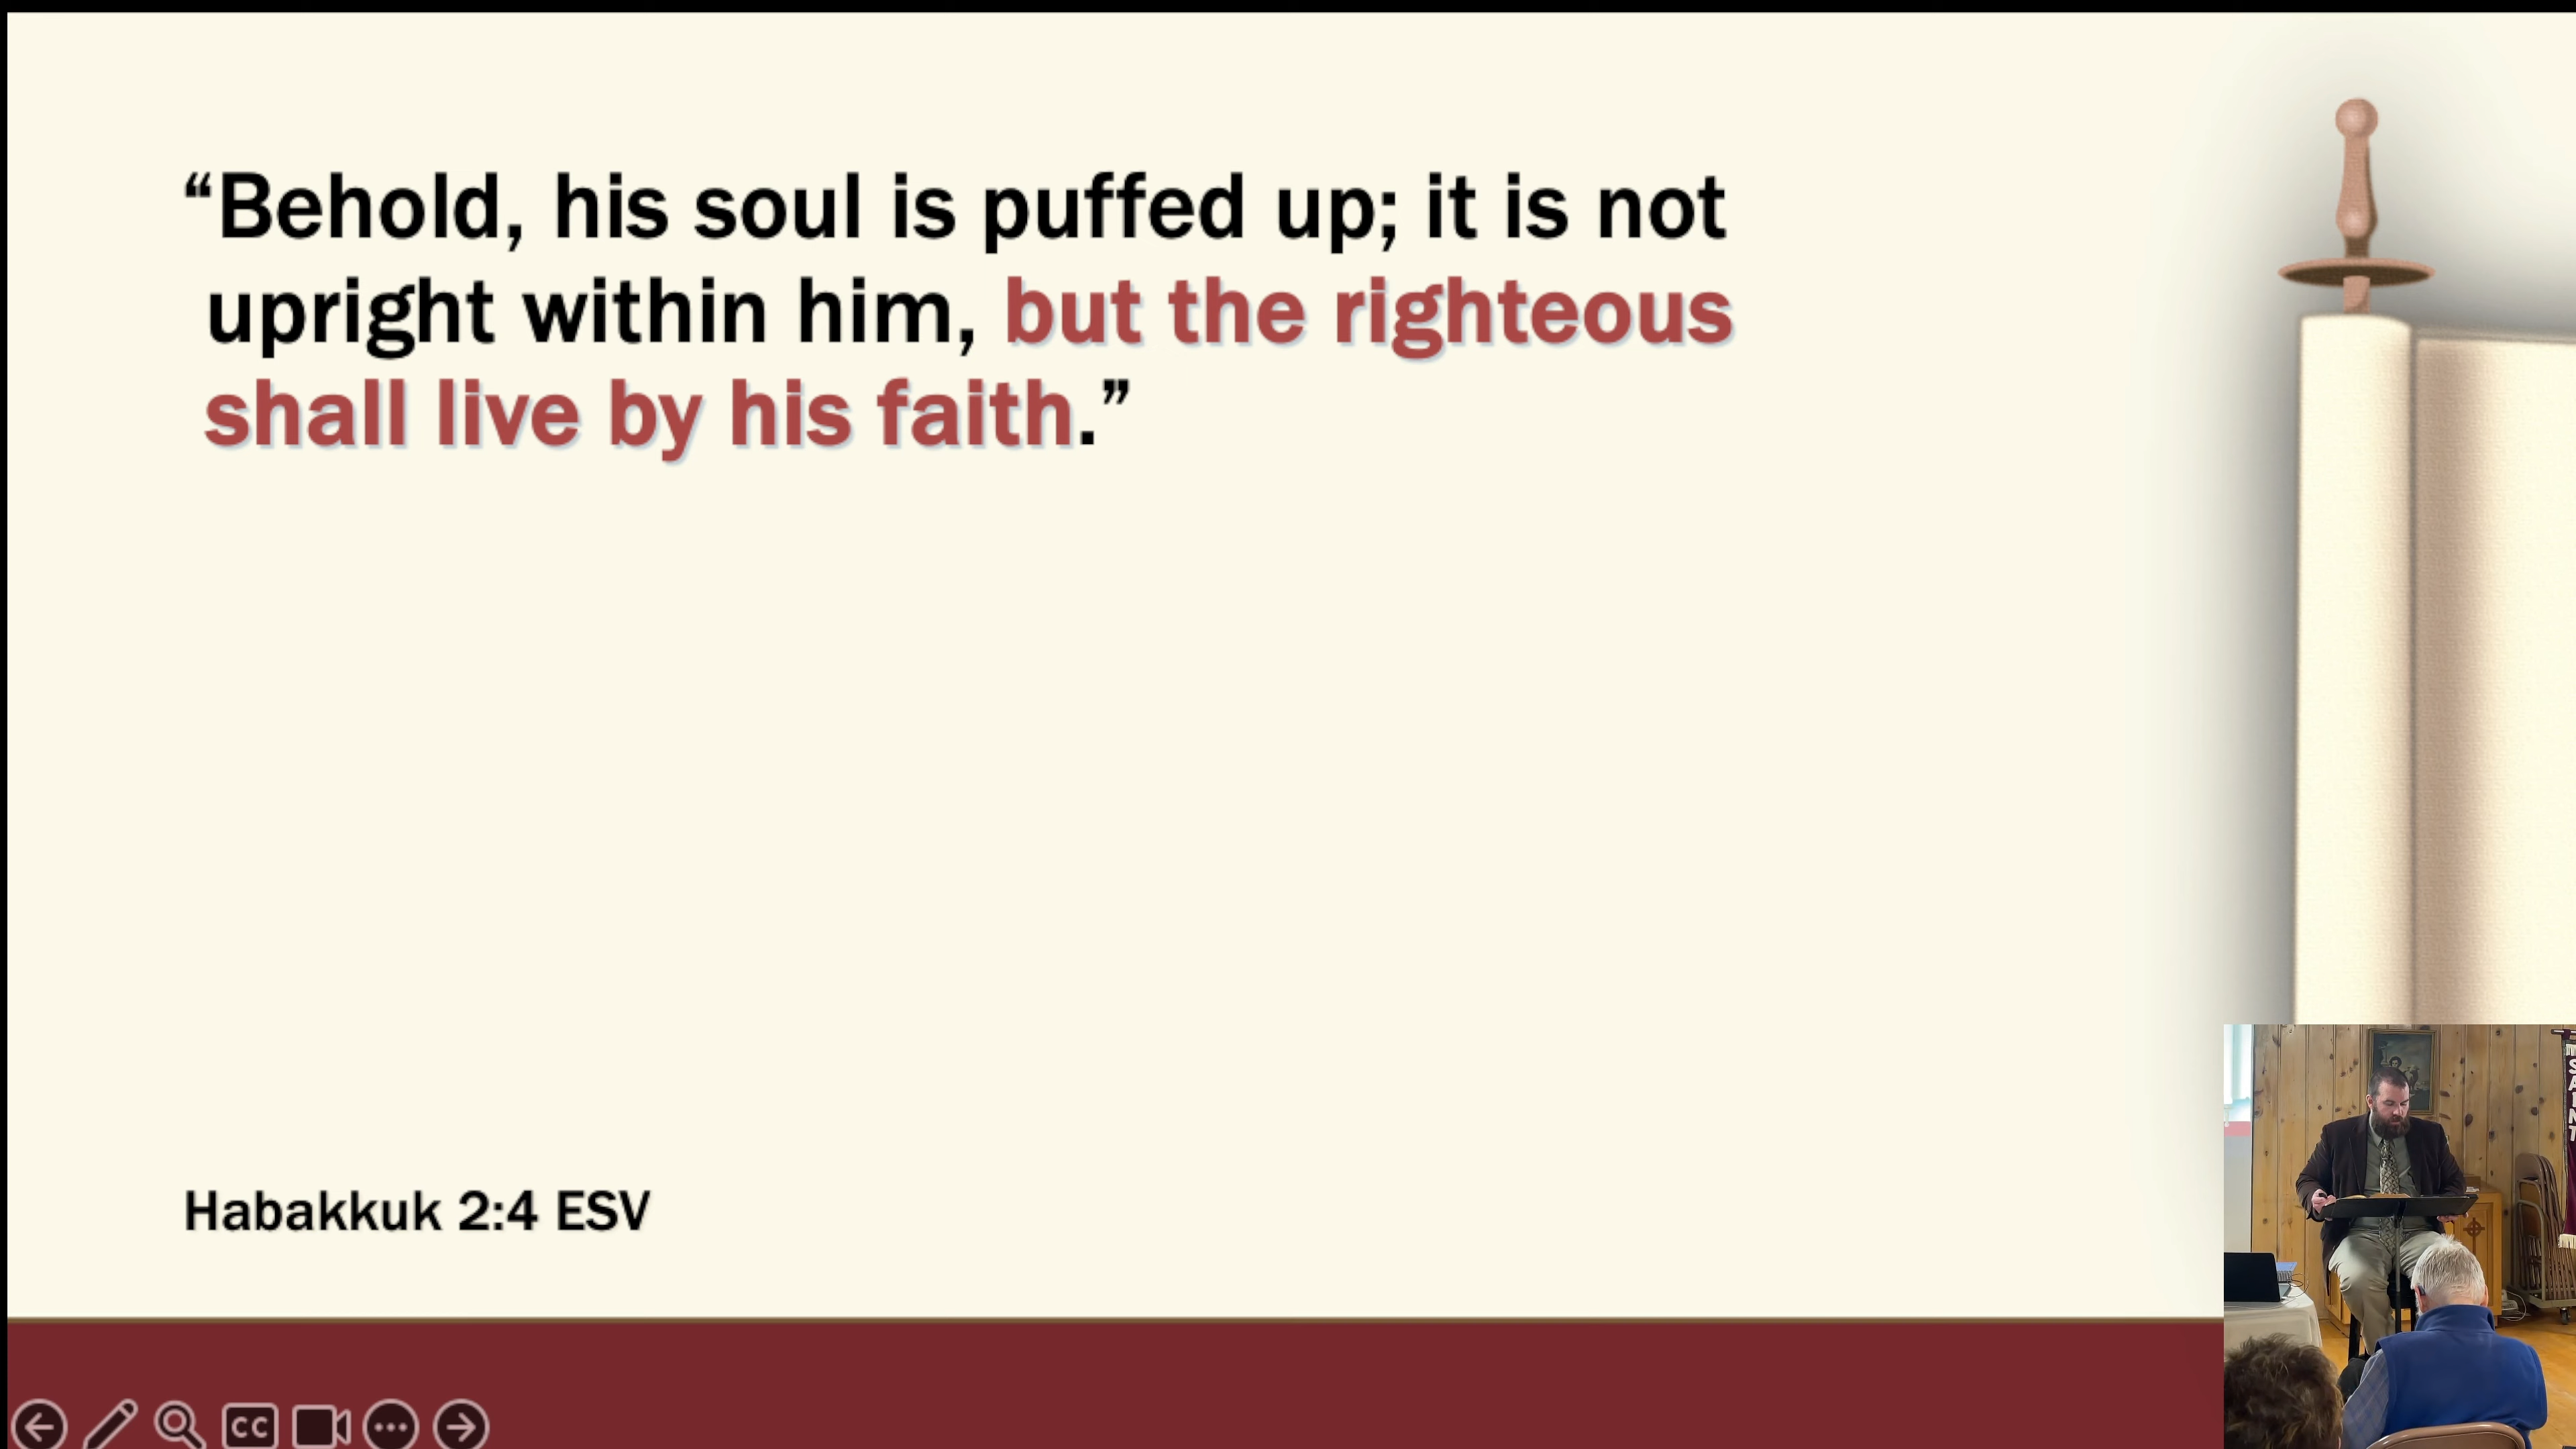 “Behold, his soul is puffed up; it is not
upright within him, but the righteous
shall live by his faith.”
Habakkuk 2:4 ESV
CC
SAINT